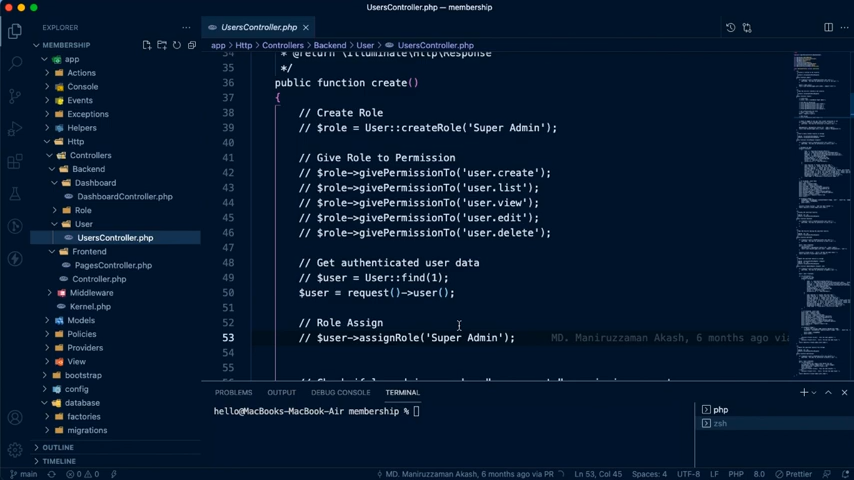 UsersController.php — membership
EXPLORER
MEMBERSHIP
app
Actions
Console
Events
Exceptions
Helpers
Http
Controllers
Backend
Dashboard
DashboardController.php
Role
User
UsersController.php
Frontend
PagesController.php
Controller.php
Middleware
Kernel.php
Models
Policies
Providers
View
bootstrap
config
database
factories
migrations
OUTLINE
TIMELINE
UsersController.php
app > Http > Controllers > Backend > User > UsersController.php
34 * @return \Illuminate\Http\Response
35 */
36 public function create()
37 {
38 // Create Role
39 // $role = User::createRole('Super Admin');
40
41 // Give Role to Permission
42 // $role->givePermissionTo('user.create');
43 // $role->givePermissionTo('user.list');
44 // $role->givePermissionTo('user.view');
45 // $role->givePermissionTo('user.edit');
46 // $role->givePermissionTo('user.delete');
47
48 // Get authenticated user data
49 // $user = User::find(1);
50 $user = request()->user();
51
52 // Role Assign
53 // $user->assignRole('Super Admin'); MD. Maniruzzaman Akash, 6 months ago via
54
PROBLEMS OUTPUT DEBUG CONSOLE TERMINAL
hello@MacBooks-MacBook-Air membership %
php
zsh
main 0 0 MD. Maniruzzaman Akash, 6 months ago via PR Ln 53, Col 45 Spaces: 4 UTF-8 LF PHP 8.0 Prettier